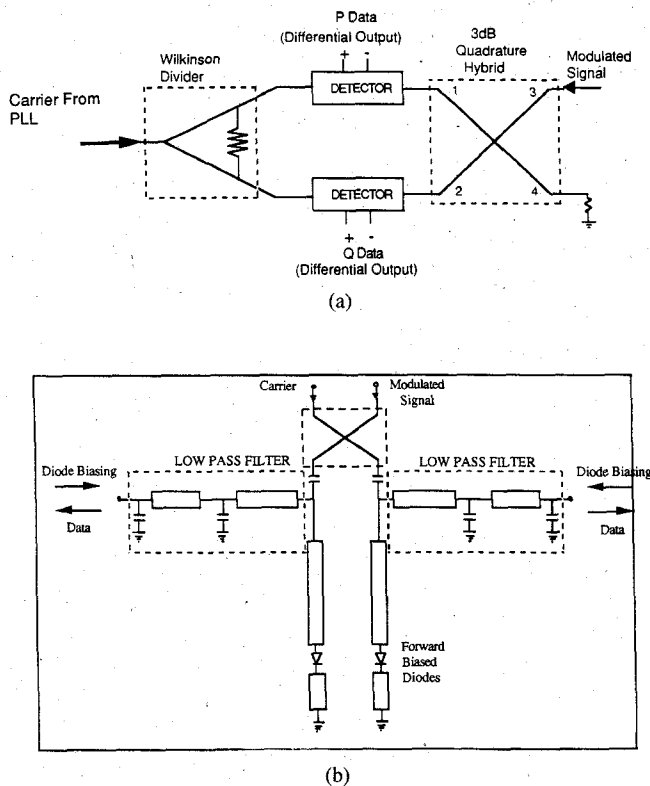 P Data
(Differential Output)
+ -
3dB
Quadrature
Hybrid
Wilkinson
Divider
Modulated
Signal
Carrier From
PLL
DETECTOR
1
3
DETECTOR
2
4
+ -
Q Data
(Differential Output)
(a)
Carrier
Modulated
Signal
LOW PASS FILTER
LOW PASS FILTER
Diode Biasing
Diode Biasing
Data
Data
Forward
Biased
Diodes
(b)